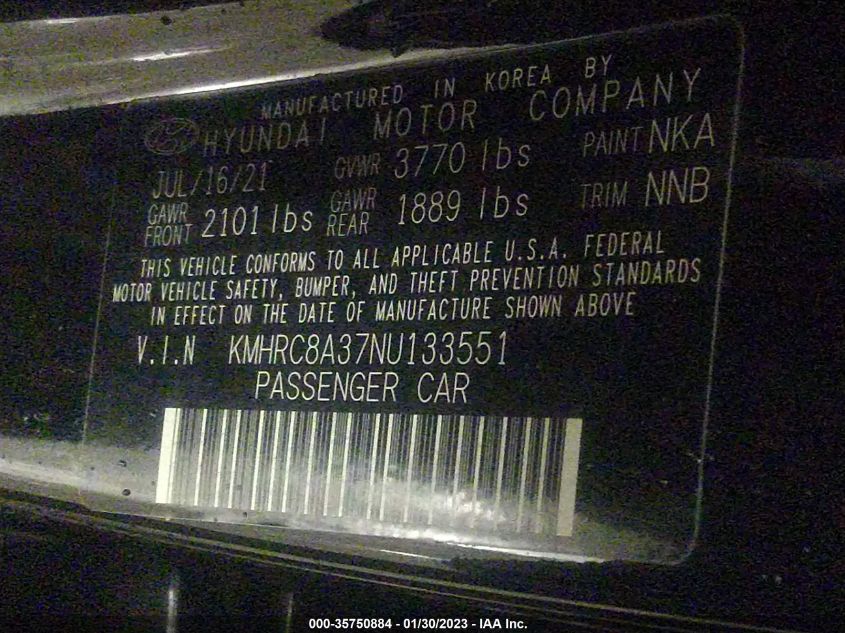 MANUFACTURED IN KOREA BY
HYUNDAI MOTOR COMPANY
JUL/16/21 GVWR 3770 lbs PAINT NKA
GAWR FRONT 2101 lbs GAWR REAR 1889 lbs TRIM NNB
THIS VEHICLE CONFORMS TO ALL APPLICABLE U.S.A. FEDERAL
MOTOR VEHICLE SAFETY, BUMPER, AND THEFT PREVENTION STANDARDS
IN EFFECT ON THE DATE OF MANUFACTURE SHOWN ABOVE
V.I.N KMHRC8A37NU133551
PASSENGER CAR
000-35750884 - 01/30/2023 - IAA Inc.